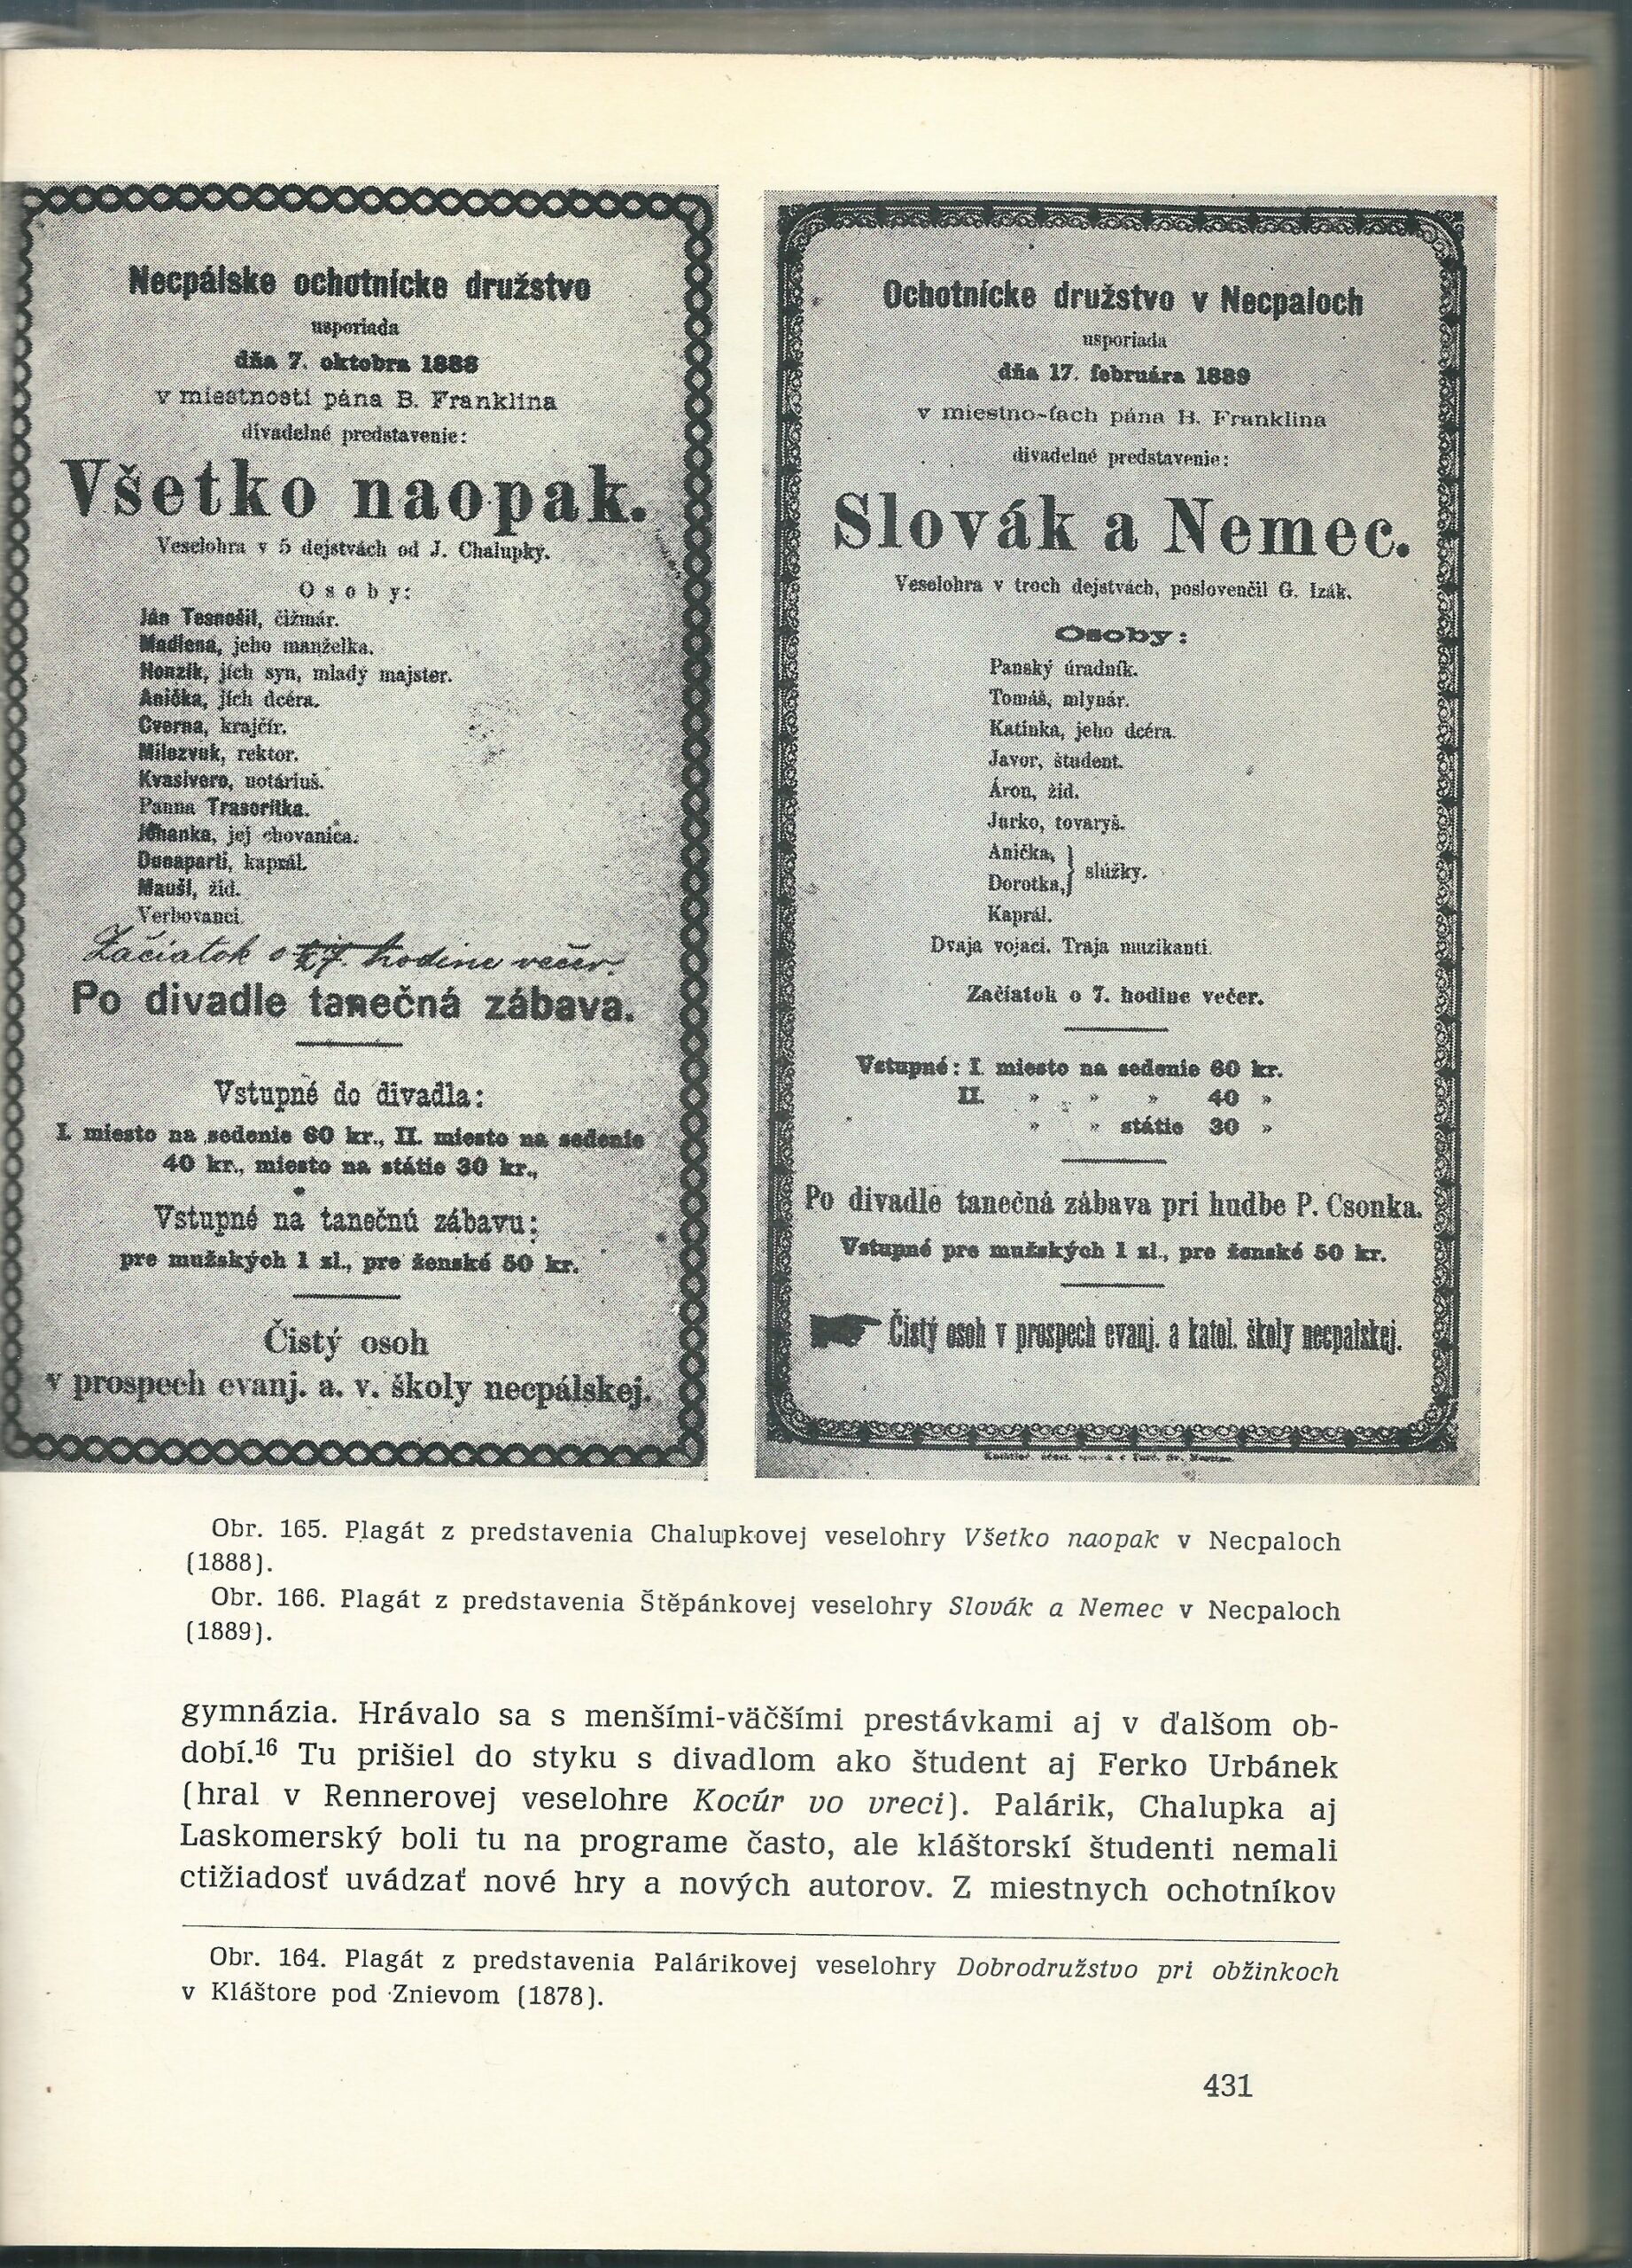 Necpálske ochotnícke družstvo
usporiada
dňa 7. oktobra 1888
v miestnosti pána B. Franklina
divadelné predstavenie:
Všetko naopak.
Veselohra v 5 dejstvách od J. Chalupky.
Osoby:
Ján Tesnošil, čižmár.
Madlena, jeho manželka.
Honzík, jích syn, mladý majster.
Anička, jích dcéra.
Cverna, krajčír.
Milozvuk, rektor.
Kvasivero, notáriuš.
Panna Trasoritka.
Johanka, jej chovanica.
Dunaparti, kaprál.
Maušl, žid.
Verbovanci.
Začiatok o 7. hodine večer.
Po divadle tanečná zábava.
Vstupné do divadla:
I. miesto na sedenie 60 kr., II. miesto na sedenie
40 kr., miesto na státie 30 kr.,
Vstupné na tanečnú zábavu:
pre mužských 1 zl., pre ženské 50 kr.
Čistý osoh
v prospech evanj. a. v. školy necpálskej.
Ochotnícke družstvo v Necpaloch
usporiada
dňa 17. februára 1889
v miestno-ťach pána B. Franklina
divadelné predstavenie:
Slovák a Nemec.
Veselohra v troch dejstvách, poslovenčil G. Izák.
Osoby:
Panský úradník.
Tomáš, mlynár.
Katinka, jeho dcéra.
Javor, študent.
Áron, žid.
Jurko, tovaryš.
Anička,
Dorotka,} slúžky.
Kaprál.
Dvaja vojaci. Traja muzikanti.
Začiatok o 7. hodine večer.
Vstupné: I. miesto na sedenie 60 kr.
II. » » » 40 »
» » státie 30 »
Po divadle tanečná zábava pri hudbe P. Csonka.
Vstupné pre mužských 1 zl., pre ženské 50 kr.
Čistý osoh v prospech evanj. a katol. školy necpalskej.
Obr. 165. Plagát z predstavenia Chalupkovej veselohry Všetko naopak v Necpaloch
(1888).
Obr. 166. Plagát z predstavenia Štěpánkovej veselohry Slovák a Nemec v Necpaloch
(1889).
gymnázia. Hrávalo sa s menšími-väčšími prestávkami aj v ďalšom ob-
dobí.16 Tu prišiel do styku s divadlom ako študent aj Ferko Urbánek
(hral v Rennerovej veselohre Kocúr vo vreci). Palárik, Chalupka aj
Laskomerský boli tu na programe často, ale kláštorskí študenti nemali
ctižiadosť uvádzať nové hry a nových autorov. Z miestnych ochotníkov
Obr. 164. Plagát z predstavenia Palárikovej veselohry Dobrodružstvo pri obžinkoch
v Kláštore pod Znievom (1878).
431